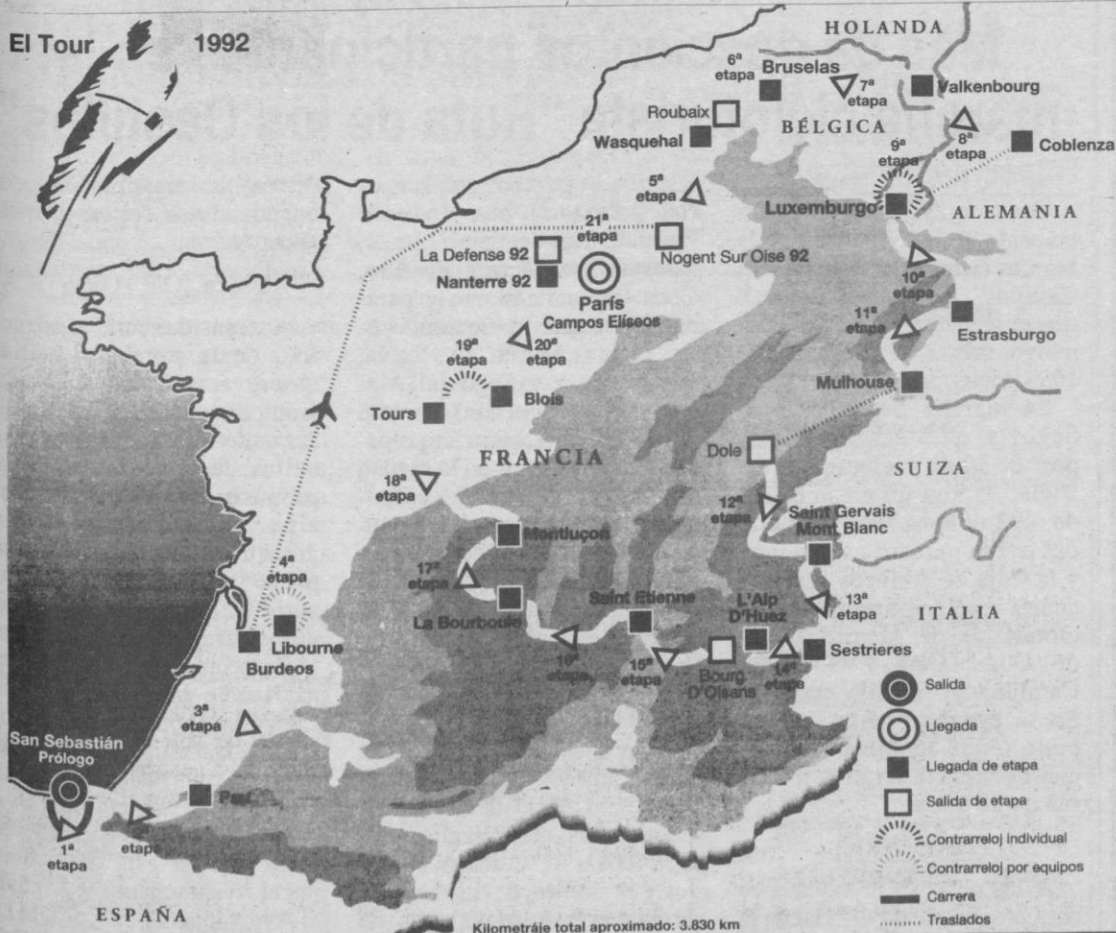 El Tour 1992
HOLANDA
6ª
etapa
Bruselas
7ª
etapa
Valkenbourg
Roubaix
BÉLGICA
8ª
etapa
Wasquehal
9ª
etapa
Coblenza
5ª
etapa
Luxemburgo
ALEMANIA
21ª
etapa
La Defense 92
Nogent Sur Oise 92
Nanterre 92
París
Campos Elíseos
10ª
etapa
11ª
etapa
Estrasburgo
19ª
etapa
20ª
etapa
Mulhouse
Tours
Blois
Dole
FRANCIA
SUIZA
18ª
etapa
12ª
etapa
Saint Gervais
Mont Blanc
Montluçon
17ª
etapa
4ª
etapa
Saint Etienne
L'Alp
D'Huez
13ª
etapa
ITALIA
La Bourboule
Libourne
Burdeos
16ª
etapa
15ª
etapa
Bourg
D'Oisans
14ª
etapa
Sestrieres
3ª
etapa
San Sebastián
Prólogo
Pau
etapa
1ª
etapa
ESPAÑA
Salida
Llegada
Llegada de etapa
Salida de etapa
Contrarreloj individual
Contrarreloj por equipos
Carrera
Traslados
Kilometráje total aproximado: 3.830 km